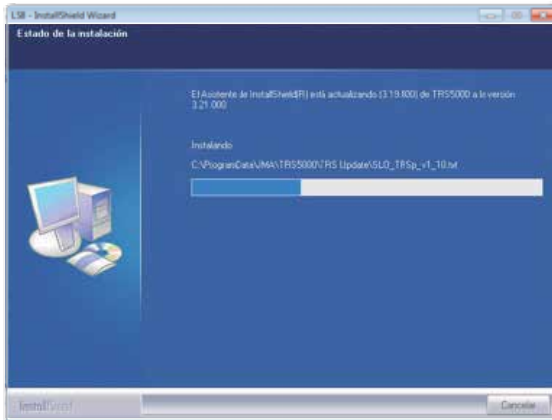 LSB - InstallShield Wizard
Estado de la instalación
El Asistente de InstallShield(R) está actualizando (3.19.800) de TRS5000 a la versión
3.21.000
Instalando
C:\ProgramData\JMA\TRS5000\TRS Update\SLO_TRSp_v1_10.txt
InstallShield
Cancelar